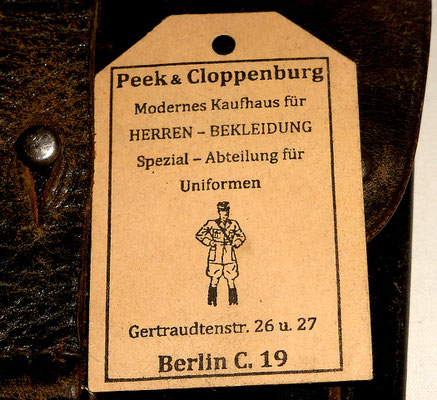 Peek & Cloppenburg
Modernes Kaufhaus für
HERREN – BEKLEIDUNG
Spezial – Abteilung für
Uniformen
Gertraudtenstr. 26 u. 27
Berlin C. 19